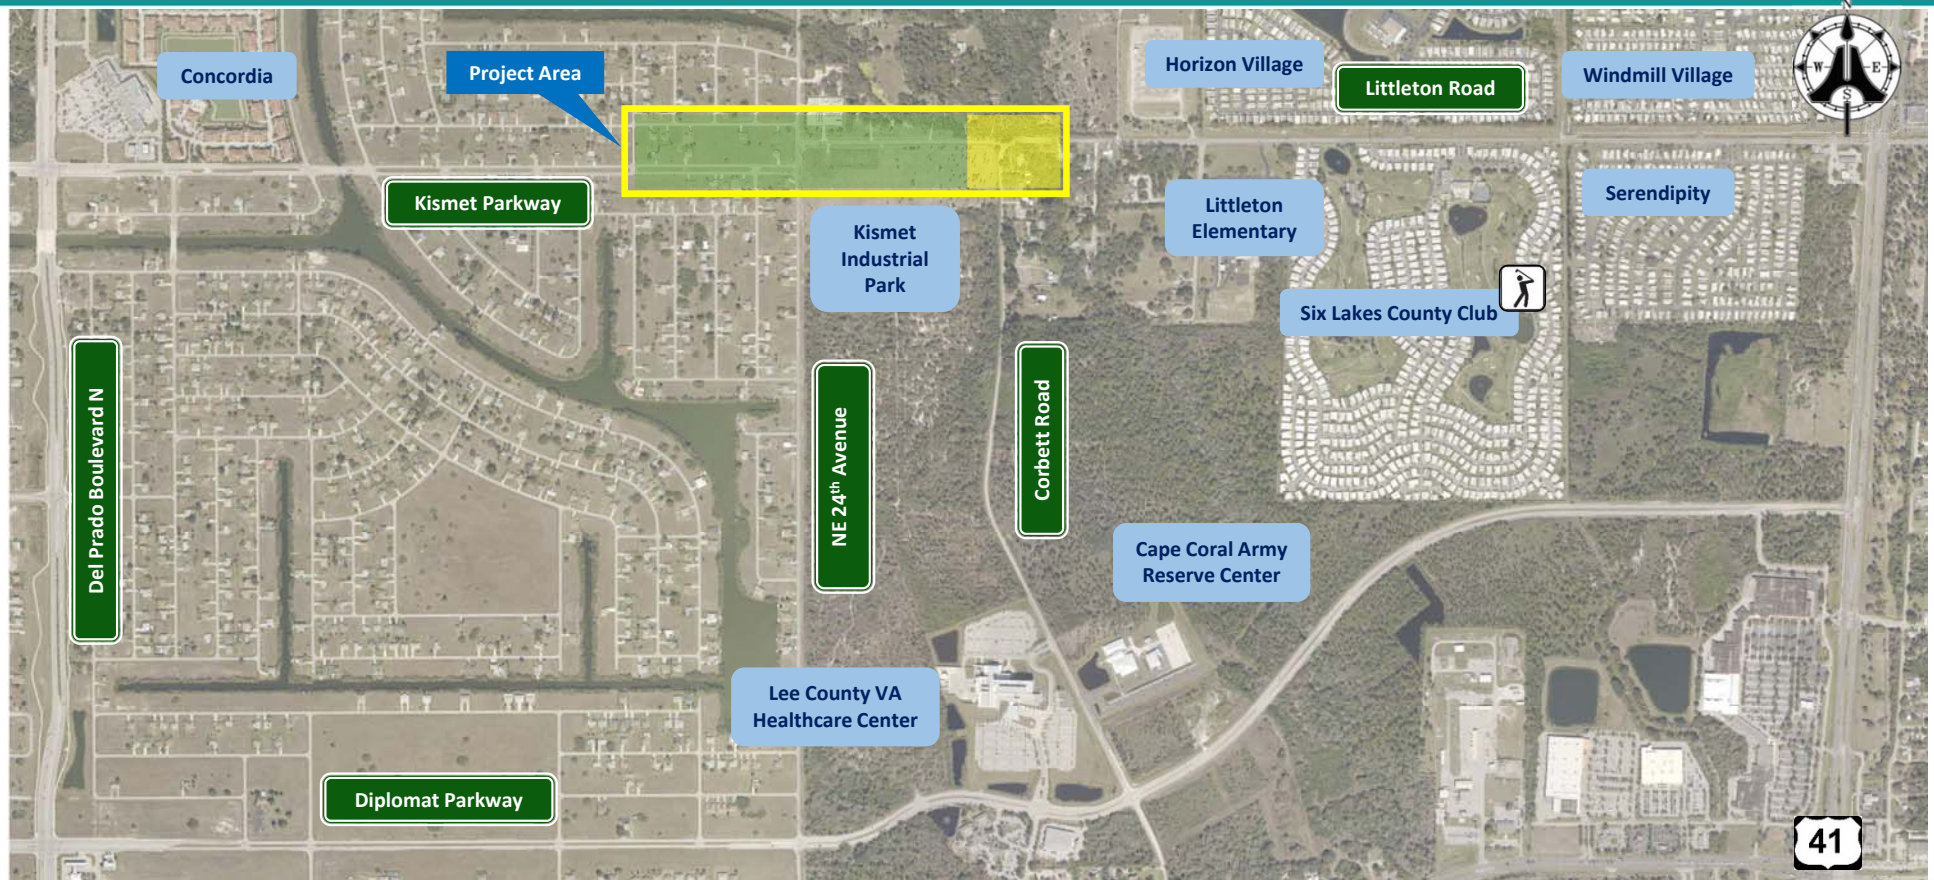 N
W
E
S
Concordia
Project Area
Horizon Village
Littleton Road
Windmill Village
Kismet Parkway
Littleton
Elementary
Serendipity
Kismet
Industrial
Park
Six Lakes County Club
Del Prado Boulevard N
NE 24th Avenue
Corbett Road
Cape Coral Army
Reserve Center
Lee County VA
Healthcare Center
Diplomat Parkway
41